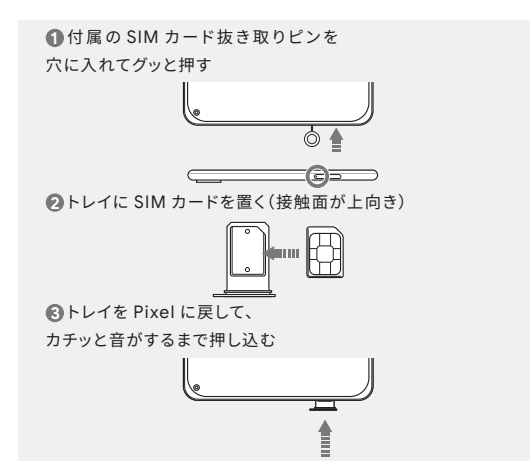 ❶付属の SIM カード抜き取りピンを
穴に入れてグッと押す
❷トレイに SIM カードを置く(接触面が上向き)
❸トレイを Pixel に戻して、
カチッと音がするまで押し込む